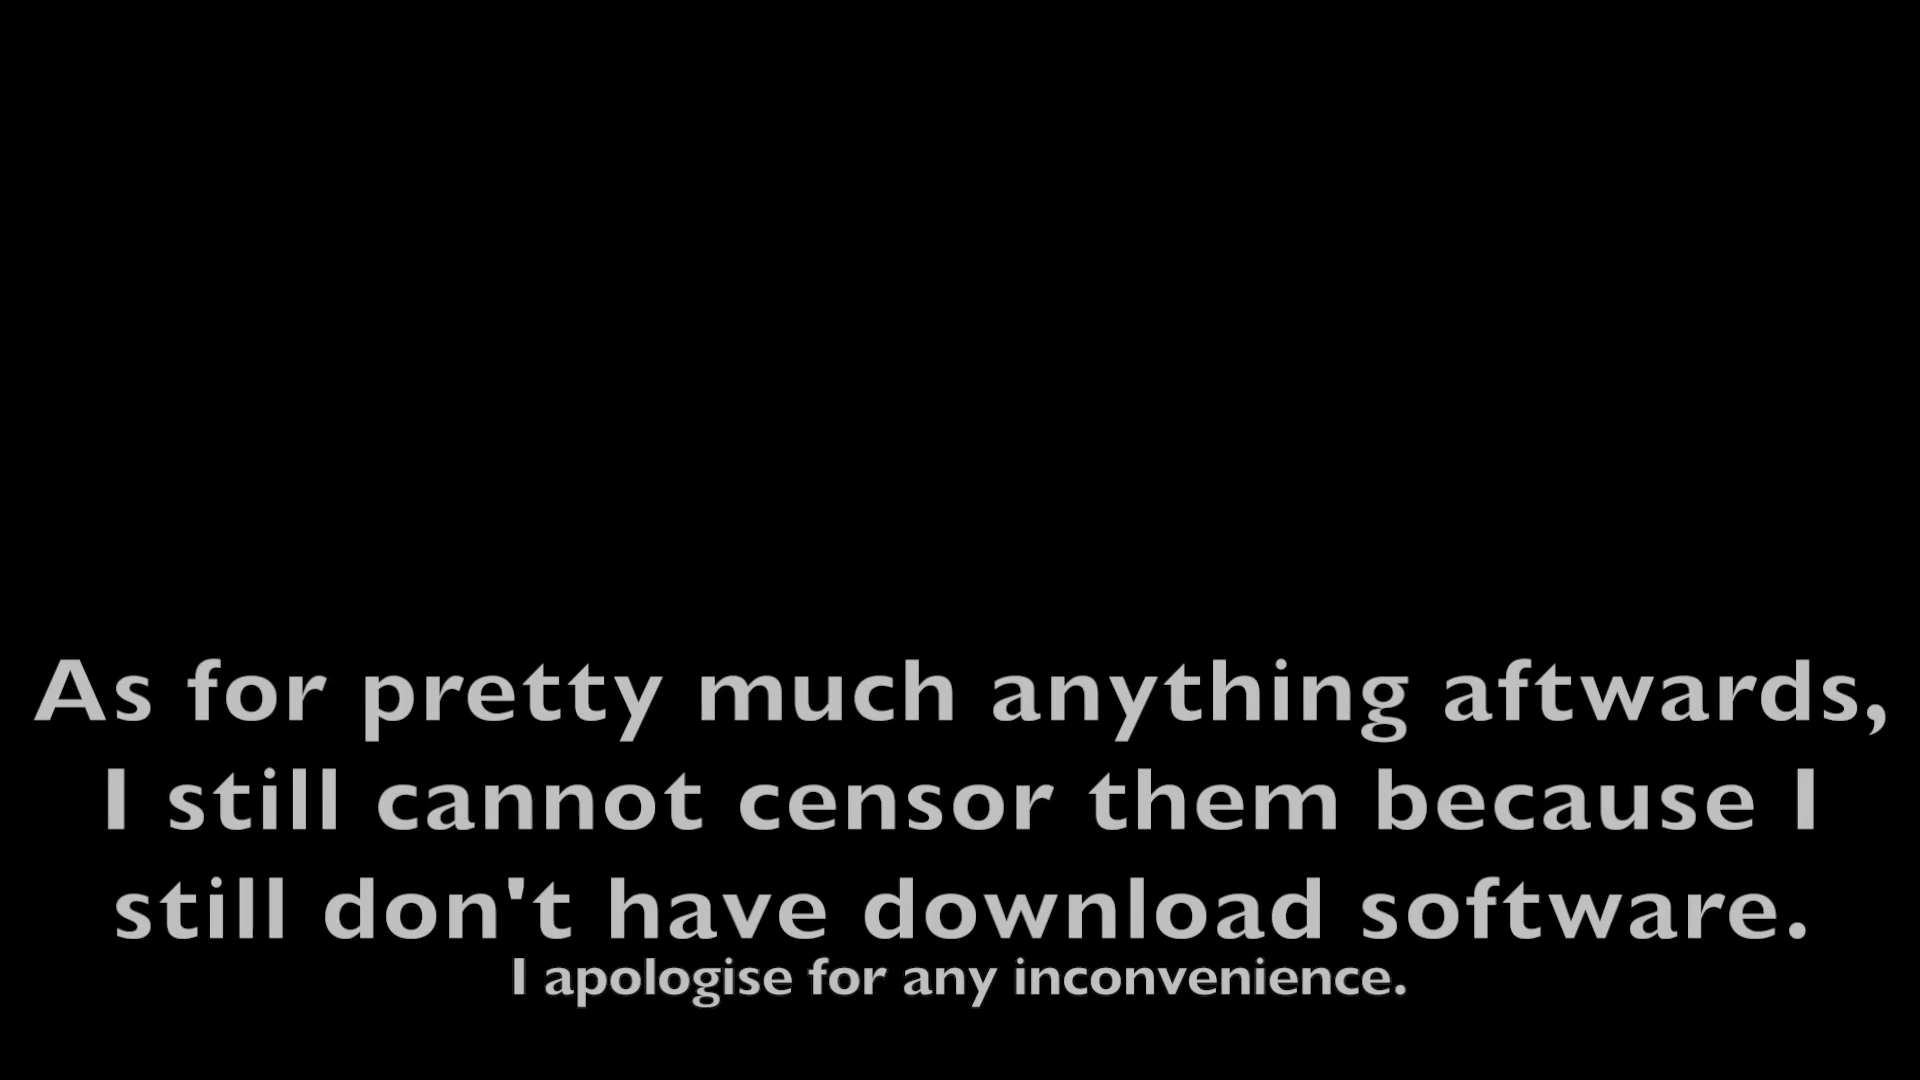 As for pretty much anything aftwards,
I still cannot censor them because I
still don't have download software.
I apologise for any inconvenience.